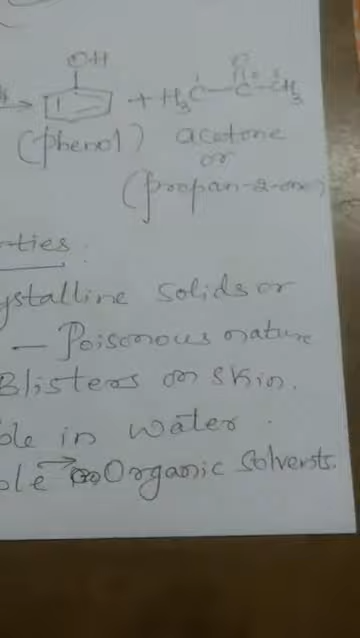 OH
+ H3C-C-CH3
O
(phenol) acetone
or
(propan-2-one)
ties:
ystalline solids or
- Poisonous nature
Blisters on skin.
ble in water.
ble → Organic solvents.